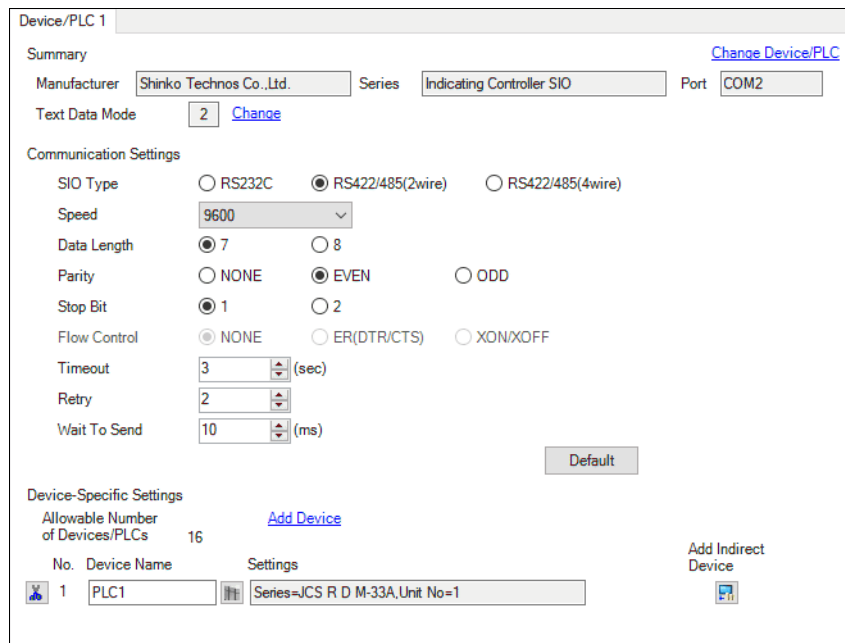 Device/PLC 1
Summary
Change Device/PLC
Manufacturer Shinko Technos Co.,Ltd. Series Indicating Controller SIO Port COM2
Text Data Mode 2 Change
Communication Settings
SIO Type RS232C RS422/485(2wire) RS422/485(4wire)
Speed 9600
Data Length 7 8
Parity NONE EVEN ODD
Stop Bit 1 2
Flow Control NONE ER(DTR/CTS) XON/XOFF
Timeout 3 (sec)
Retry 2
Wait To Send 10 (ms)
Default
Device-Specific Settings
Allowable Number
of Devices/PLCs 16 Add Device
Add Indirect
Device
No. Device Name Settings
1 PLC1 Series=JCS R D M-33A,Unit No=1